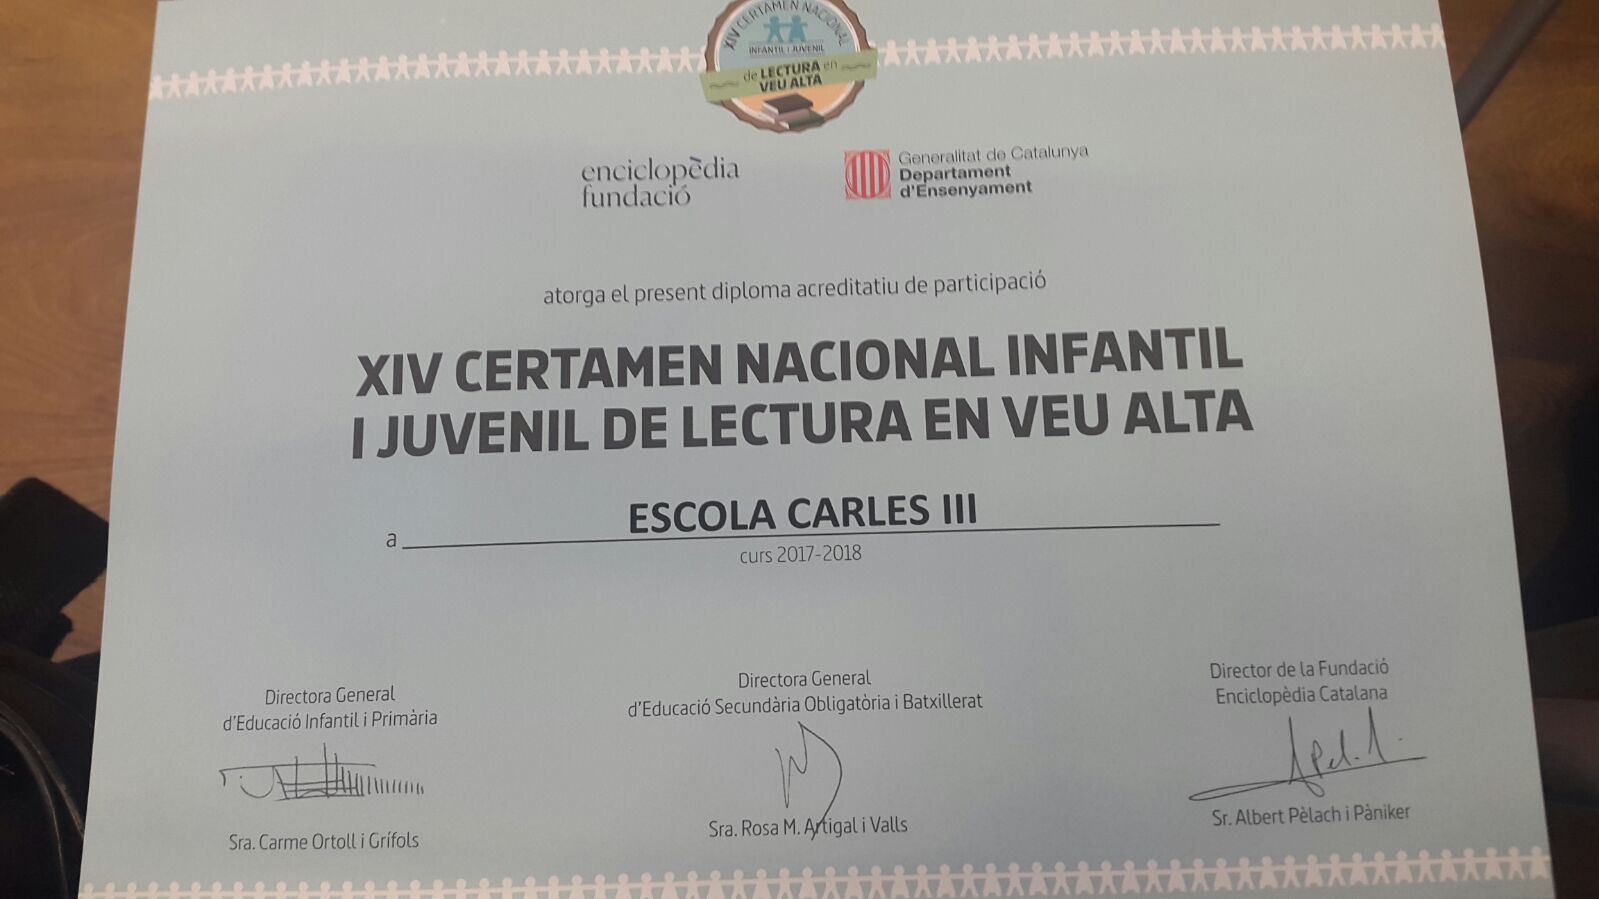 XIV CERTAMEN NACIONAL
INFANTIL I JUVENIL
de LECTURA en
VEU ALTA
enciclopèdia
fundació
Generalitat de Catalunya
Departament
d'Ensenyament
atorga el present diploma acreditatiu de participació
XIV CERTAMEN NACIONAL INFANTIL
I JUVENIL DE LECTURA EN VEU ALTA
a ESCOLA CARLES III
curs 2017-2018
Directora General
d'Educació Infantil i Primària
Sra. Carme Ortoll i Grífols
Directora General
d'Educació Secundària Obligatòria i Batxillerat
Sra. Rosa M. Artigal i Valls
Director de la Fundació
Enciclopèdia Catalana
Sr. Albert Pèlach i Pàniker